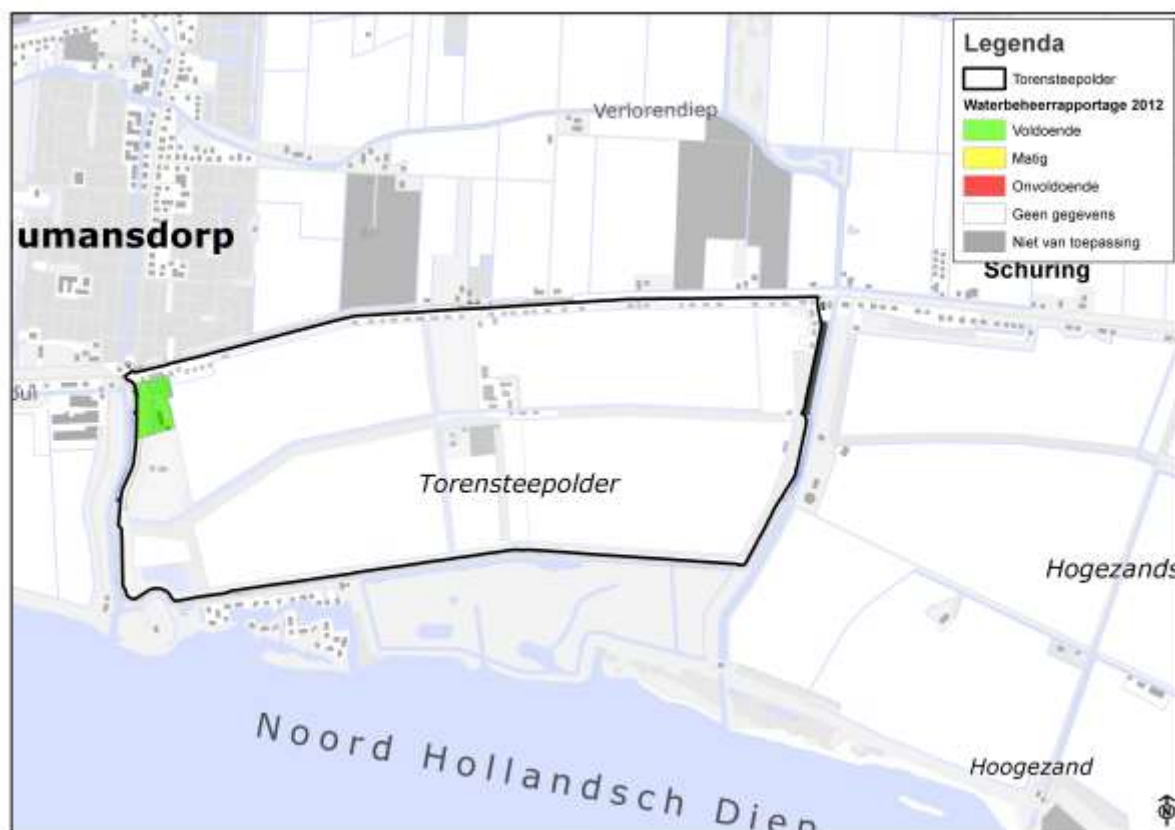 Legenda
Torensteepolder
Waterbeheerrapportage 2012
Voldoende
Matig
Onvoldoende
Geen gegevens
Niet van toepassing
Verlorendiep
umansdorp
Schuring
Torensteepolder
Hogezands
Noord Hollandsch Diep
Hoogezand